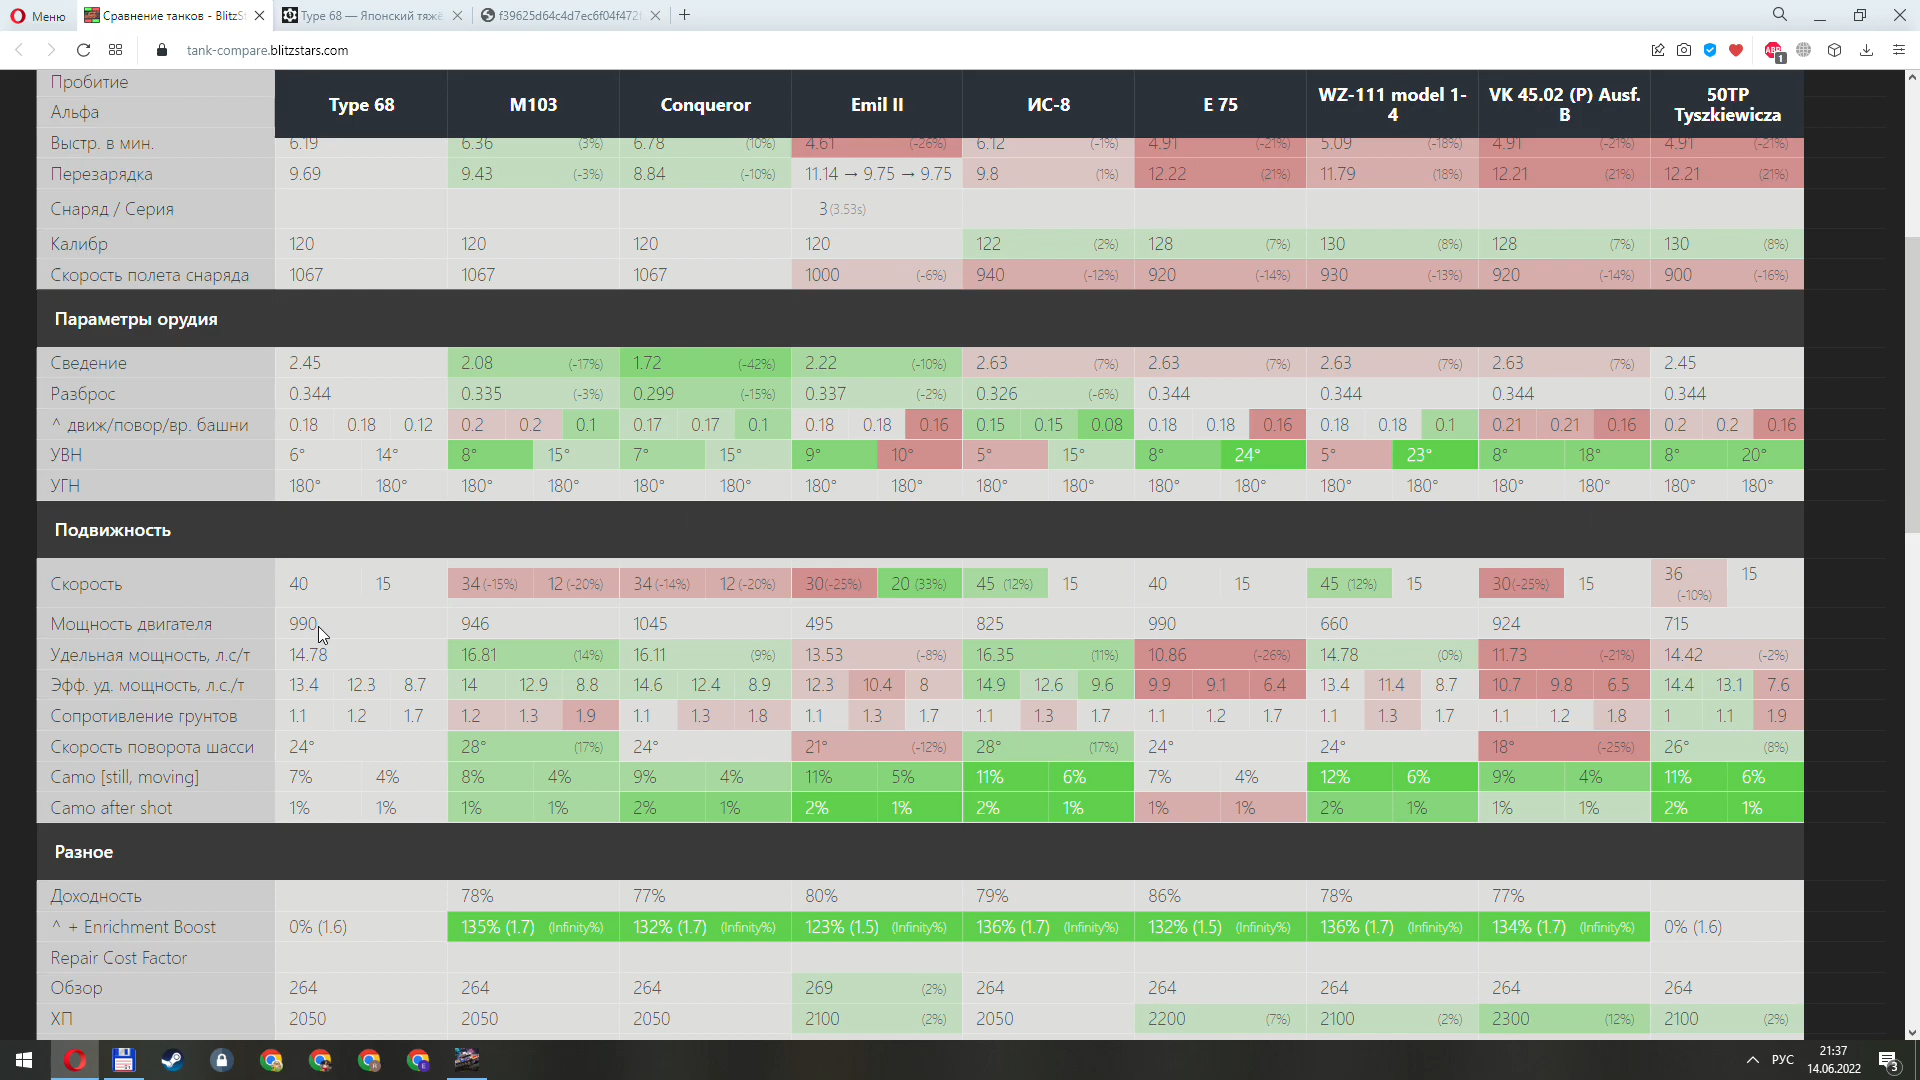 Меню
Сравнение танков - BlitzSt
Type 68 — Японский тяжё
f39625d64c4d7ec6f04f472f
tank-compare.blitzstars.com
Пробитие
Альфа
Type 68 M103 Conqueror Emil II ИС-8 E 75 WZ-111 model 1-4 VK 45.02 (P) Ausf. B 50TP Tyszkiewicza
Выстр. в мин. 6.19 6.36 (3%) 6.78 (10%) 4.61 (-26%) 6.12 (-1%) 4.91 (-21%) 5.09 (-18%) 4.91 (-21%) 4.91 (-21%)
Перезарядка 9.69 9.43 (-3%) 8.84 (-10%) 11.14 → 9.75 → 9.75 9.8 (1%) 12.22 (21%) 11.79 (18%) 12.21 (21%) 12.21 (21%)
Снаряд / Серия 3 (3.53s)
Калибр 120 120 120 120 122 (2%) 128 (7%) 130 (8%) 128 (7%) 130 (8%)
Скорость полета снаряда 1067 1067 1067 1000 (-6%) 940 (-12%) 920 (-14%) 930 (-13%) 920 (-14%) 900 (-16%)
Параметры орудия
Сведение 2.45 2.08 (-17%) 1.72 (-42%) 2.22 (-10%) 2.63 (7%) 2.63 (7%) 2.63 (7%) 2.63 (7%) 2.45
Разброс 0.344 0.335 (-3%) 0.299 (-15%) 0.337 (-2%) 0.326 (-6%) 0.344 0.344 0.344 0.344
^ движ/повор/вр. башни 0.18 0.18 0.12 0.2 0.2 0.1 0.17 0.17 0.1 0.18 0.18 0.16 0.15 0.15 0.08 0.18 0.18 0.16 0.18 0.18 0.1 0.21 0.21 0.16 0.2 0.2 0.16
УВН 6° 14° 8° 15° 7° 15° 9° 10° 5° 15° 8° 24° 5° 23° 8° 18° 8° 20°
УГН 180° 180° 180° 180° 180° 180° 180° 180° 180° 180° 180° 180° 180° 180° 180° 180° 180° 180°
Подвижность
Скорость 40 15 34 (-15%) 12 (-20%) 34 (-14%) 12 (-20%) 30 (-25%) 20 (33%) 45 (12%) 15 40 15 45 (12%) 15 30 (-25%) 15 36 (-10%) 15
Мощность двигателя 990 946 1045 495 825 990 660 924 715
Удельная мощность, л.с/т 14.78 16.81 (14%) 16.11 (9%) 13.53 (-8%) 16.35 (11%) 10.86 (-26%) 14.78 (0%) 11.73 (-21%) 14.42 (-2%)
Эфф. уд. мощность, л.с./т 13.4 12.3 8.7 14 12.9 8.8 14.6 12.4 8.9 12.3 10.4 8 14.9 12.6 9.6 9.9 9.1 6.4 13.4 11.4 8.7 10.7 9.8 6.5 14.4 13.1 7.6
Сопротивление грунтов 1.1 1.2 1.7 1.2 1.3 1.9 1.1 1.3 1.8 1.1 1.3 1.7 1.1 1.3 1.7 1.1 1.2 1.7 1.1 1.3 1.7 1.1 1.2 1.8 1 1.1 1.9
Скорость поворота шасси 24° 28° (17%) 24° 21° (-12%) 28° (17%) 24° 24° 18° (-25%) 26° (8%)
Camo [still, moving] 7% 4% 8% 4% 9% 4% 11% 5% 11% 6% 7% 4% 12% 6% 9% 4% 11% 6%
Camo after shot 1% 1% 1% 1% 2% 1% 2% 1% 2% 1% 1% 1% 2% 1% 1% 1% 2% 1%
Разное
Доходность 78% 77% 80% 79% 86% 78% 77%
^ + Enrichment Boost 0% (1.6) 135% (1.7) (Infinity%) 132% (1.7) (Infinity%) 123% (1.5) (Infinity%) 136% (1.7) (Infinity%) 132% (1.5) (Infinity%) 136% (1.7) (Infinity%) 134% (1.7) (Infinity%) 0% (1.6)
Repair Cost Factor
Обзор 264 264 264 269 (2%) 264 264 264 264 264
ХП 2050 2050 2050 2100 (2%) 2050 2200 (7%) 2100 (2%) 2300 (12%) 2100 (2%)
РУС
21:37
14.06.2022
3